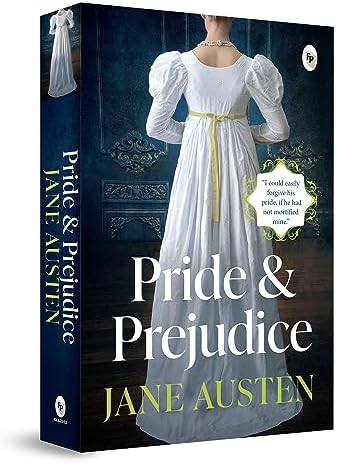 Pride & Prejudice
JANE AUSTEN
FP
CLASSICS
FP
"I could easily
forgive his
pride, if he had
not mortified
mine."
Pride &
Prejudice
JANE AUSTEN